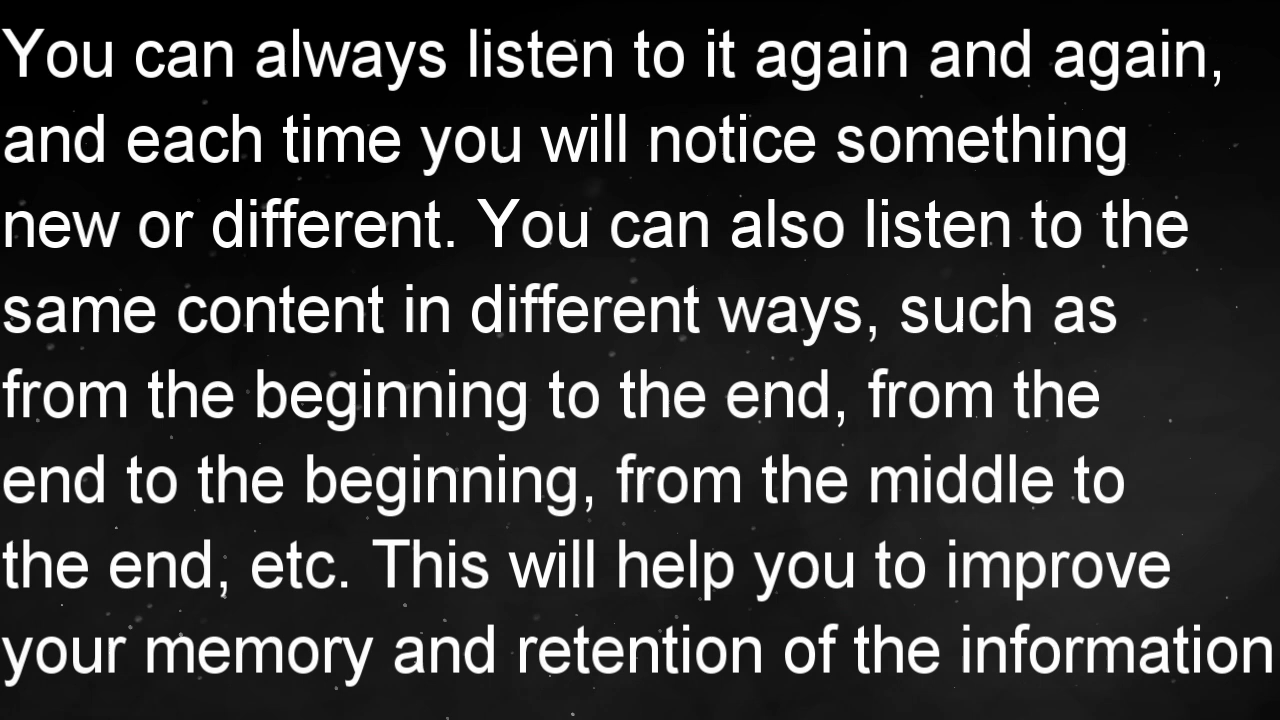 You can always listen to it again and again,
and each time you will notice something
new or different. You can also listen to the
same content in different ways, such as
from the beginning to the end, from the
end to the beginning, from the middle to
the end, etc. This will help you to improve
your memory and retention of the information